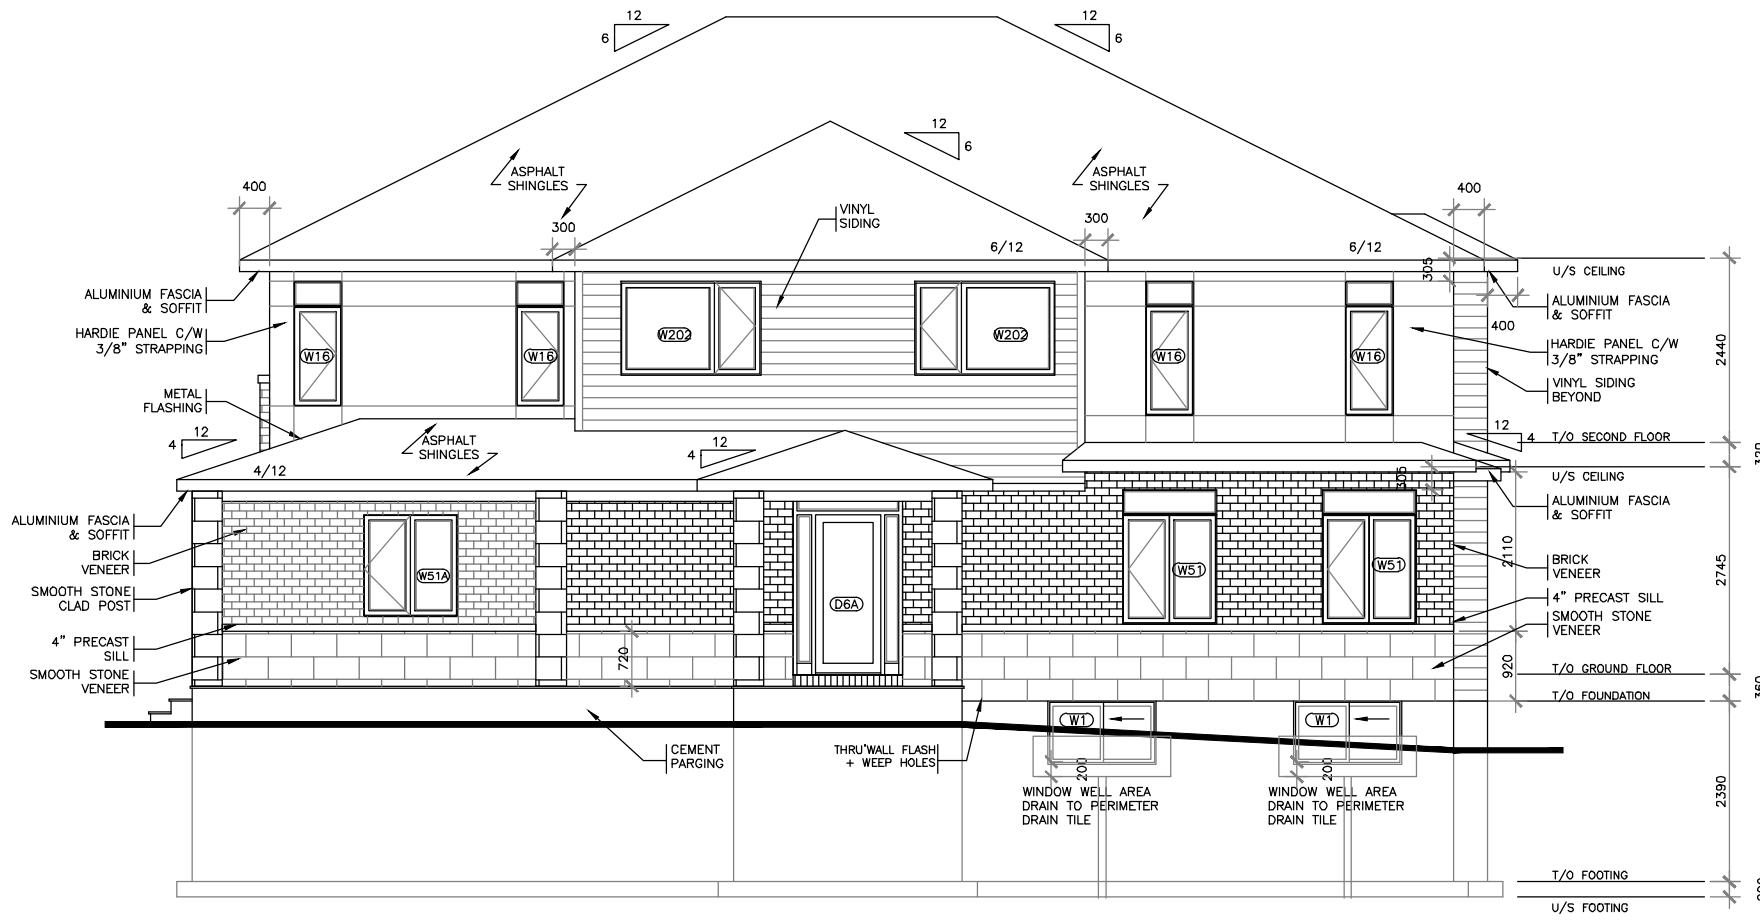 12
6
12
6
12
6
ASPHALT
SHINGLES
ASPHALT
SHINGLES
400
400
VINYL
SIDING
300
300
6/12
6/12
305
U/S CEILING
ALUMINIUM FASCIA
& SOFFIT
ALUMINIUM FASCIA
& SOFFIT
400
HARDIE PANEL C/W
3/8" STRAPPING
HARDIE PANEL C/W
3/8" STRAPPING
W202
W202
W16
W16
W16
W16
2440
VINYL SIDING
BEYOND
METAL
FLASHING
12
4
12
4
12
4
ASPHALT
SHINGLES
T/O SECOND FLOOR
320
4/12
305
U/S CEILING
ALUMINIUM FASCIA
& SOFFIT
ALUMINIUM FASCIA
& SOFFIT
BRICK
VENEER
BRICK
VENEER
2110
2745
W51A
W51
W51
D6A
SMOOTH STONE
CLAD POST
4" PRECAST SILL
SMOOTH STONE
VENEER
4" PRECAST
SILL
SMOOTH STONE
VENEER
720
920
T/O GROUND FLOOR
360
T/O FOUNDATION
W1
W1
CEMENT
PARGING
THRU'WALL FLASH
+ WEEP HOLES
200
200
WINDOW WELL AREA
DRAIN TO PERIMETER
DRAIN TILE
WINDOW WELL AREA
DRAIN TO PERIMETER
DRAIN TILE
2390
T/O FOOTING
U/S FOOTING